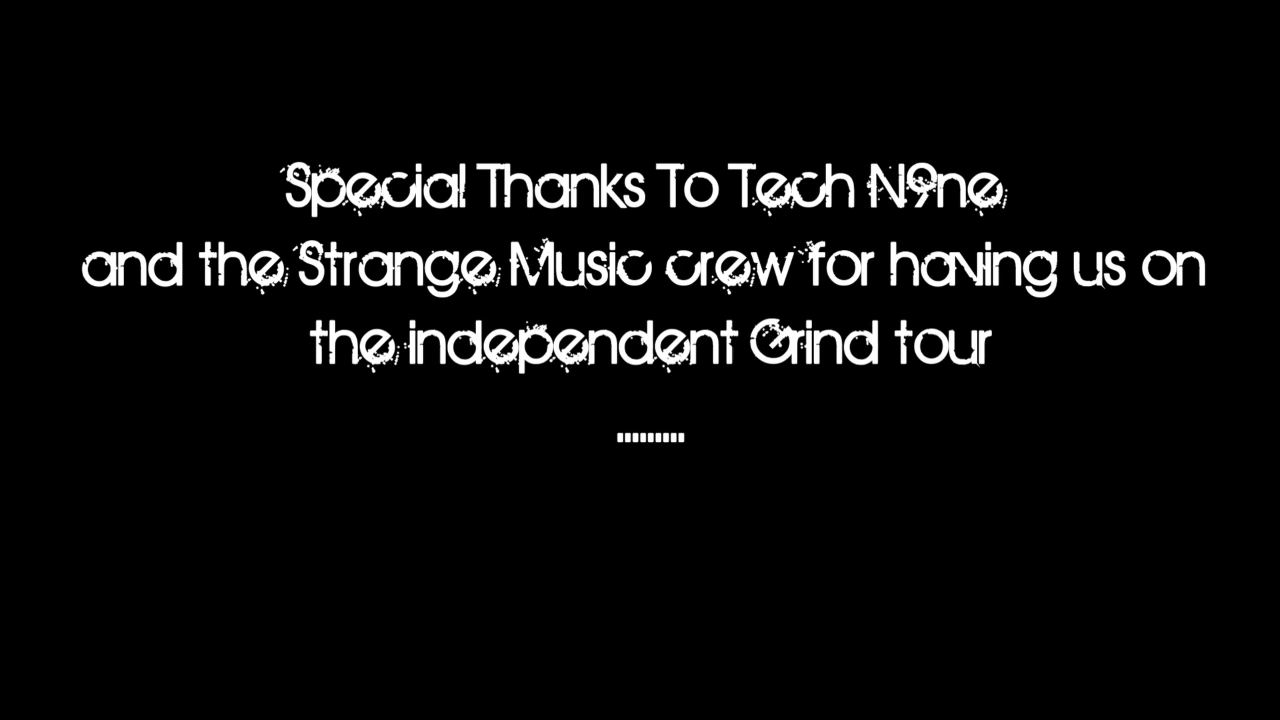 Special Thanks To Tech N9ne
and the Strange Music crew for having us on
the independent Grind tour
.........